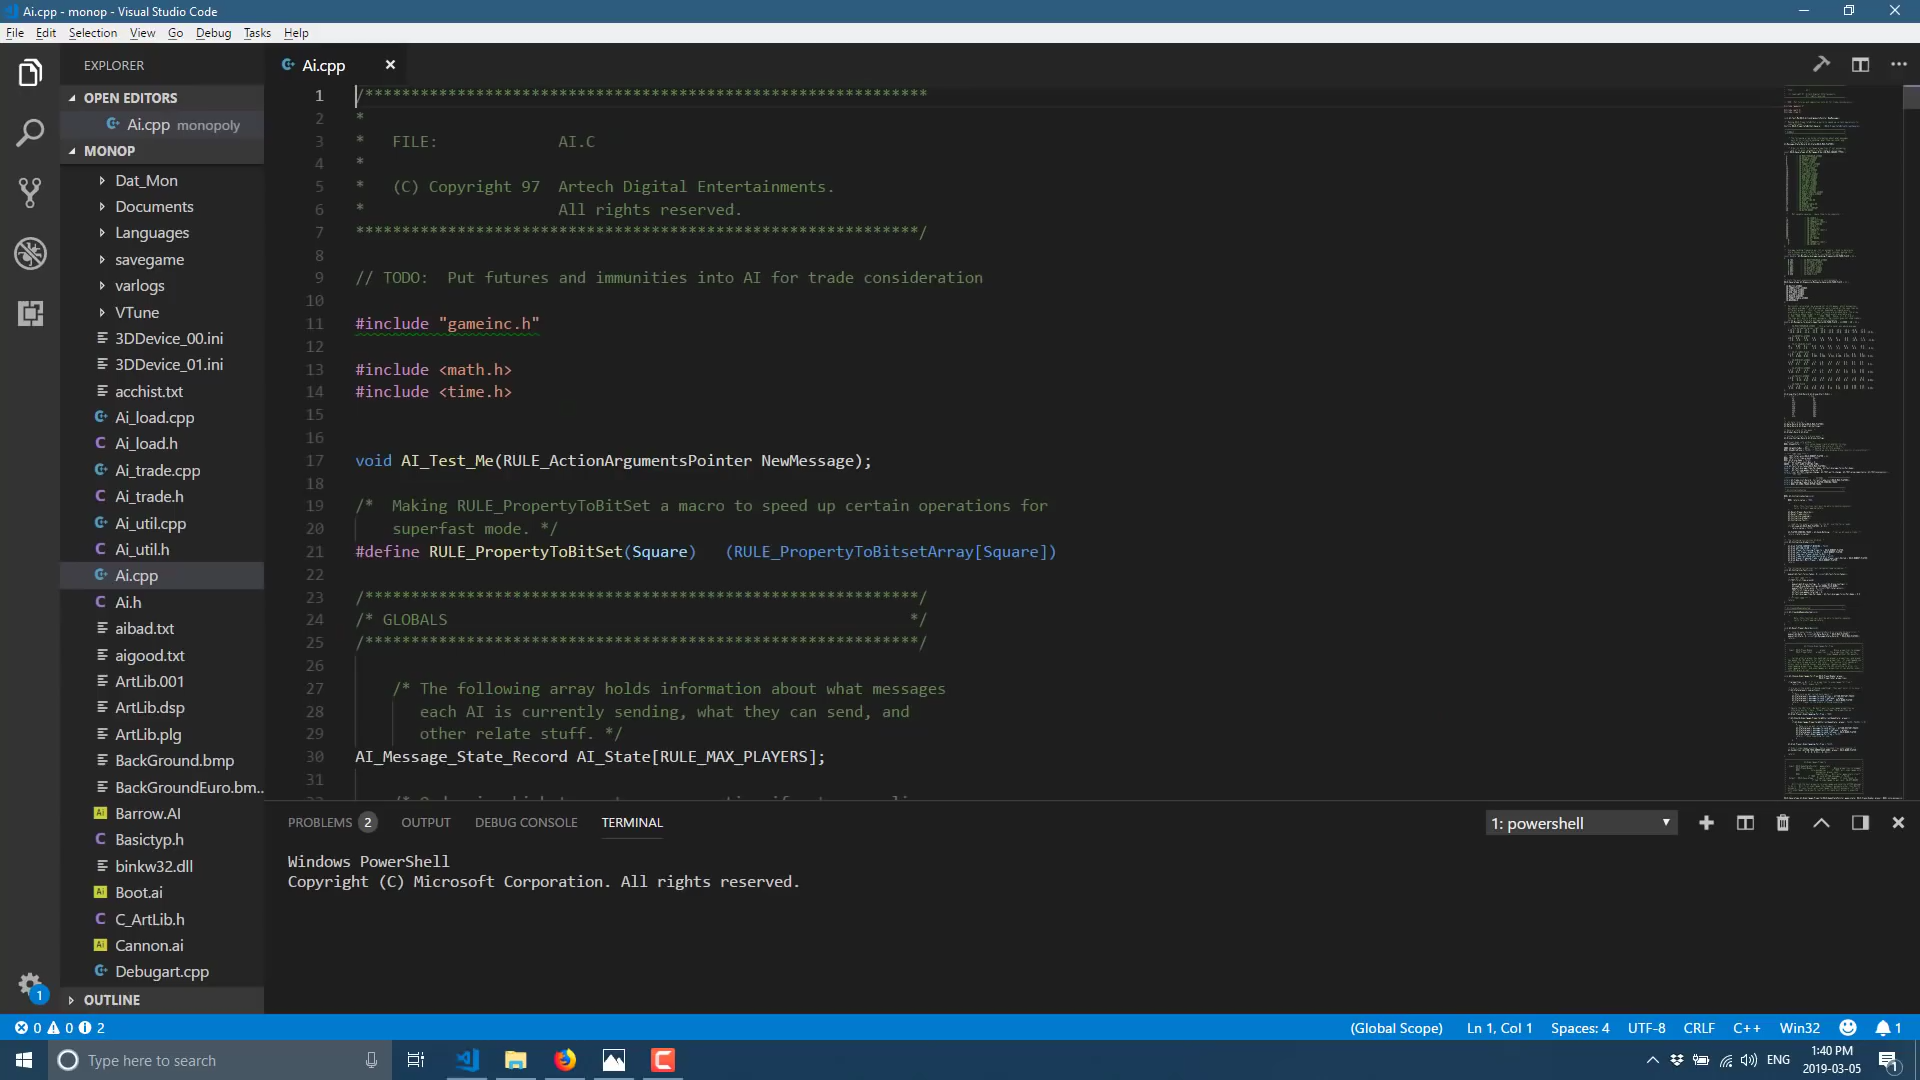 Ai.cpp - monop - Visual Studio Code
File Edit Selection View Go Debug Tasks Help
EXPLORER
OPEN EDITORS
Ai.cpp monopoly
MONOP
Dat_Mon
Documents
Languages
savegame
varlogs
VTune
3DDevice_00.ini
3DDevice_01.ini
acchist.txt
Ai_load.cpp
Ai_load.h
Ai_trade.cpp
Ai_trade.h
Ai_util.cpp
Ai_util.h
Ai.cpp
Ai.h
aibad.txt
aigood.txt
ArtLib.001
ArtLib.dsp
ArtLib.plg
BackGround.bmp
BackGroundEuro.bm...
Barrow.AI
Basictyp.h
binkw32.dll
Boot.ai
C_ArtLib.h
Cannon.ai
Debugart.cpp
OUTLINE
Ai.cpp
1 /*************************************************************
2 *
3 * FILE: AI.C
4 *
5 * (C) Copyright 97 Artech Digital Entertainments.
6 * All rights reserved.
7 *************************************************************/
8
9 // TODO: Put futures and immunities into AI for trade consideration
10
11 #include "gameinc.h"
12
13 #include <math.h>
14 #include <time.h>
15
16
17 void AI_Test_Me(RULE_ActionArgumentsPointer NewMessage);
18
19 /* Making RULE_PropertyToBitSet a macro to speed up certain operations for
20 superfast mode. */
21 #define RULE_PropertyToBitSet(Square) (RULE_PropertyToBitsetArray[Square])
22
23 /************************************************************/
24 /* GLOBALS */
25 /************************************************************/
26
27 /* The following array holds information about what messages
28 each AI is currently sending, what they can send, and
29 other relate stuff. */
30 AI_Message_State_Record AI_State[RULE_MAX_PLAYERS];
31
PROBLEMS 2 OUTPUT DEBUG CONSOLE TERMINAL
1: powershell
Windows PowerShell
Copyright (C) Microsoft Corporation. All rights reserved.
1
0 0 2
(Global Scope) Ln 1, Col 1 Spaces: 4 UTF-8 CRLF C++ Win32 1
Type here to search
ENG
1:40 PM
2019-03-05
1